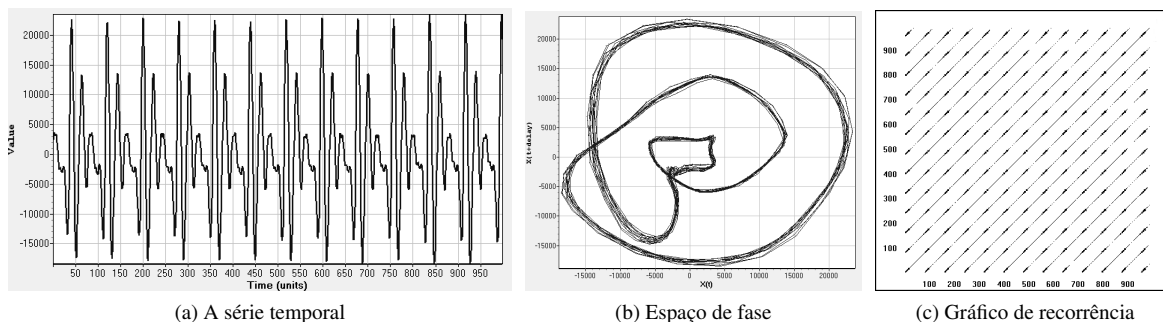 20000
15000
10000
5000
0
-5000
-10000
-15000
Value
50 100 150 200 250 300 350 400 450 500 550 600 650 700 750 800 850 900 950
Time (units)
(a) A série temporal
20000
15000
10000
5000
0
-5000
-10000
-15000
X(t+delay)
-15000 -10000 -5000 0 5000 10000 15000 20000
X(t)
(b) Espaço de fase
900
800
700
600
500
400
300
200
100
100 200 300 400 500 600 700 800 900
(c) Gráfico de recorrência